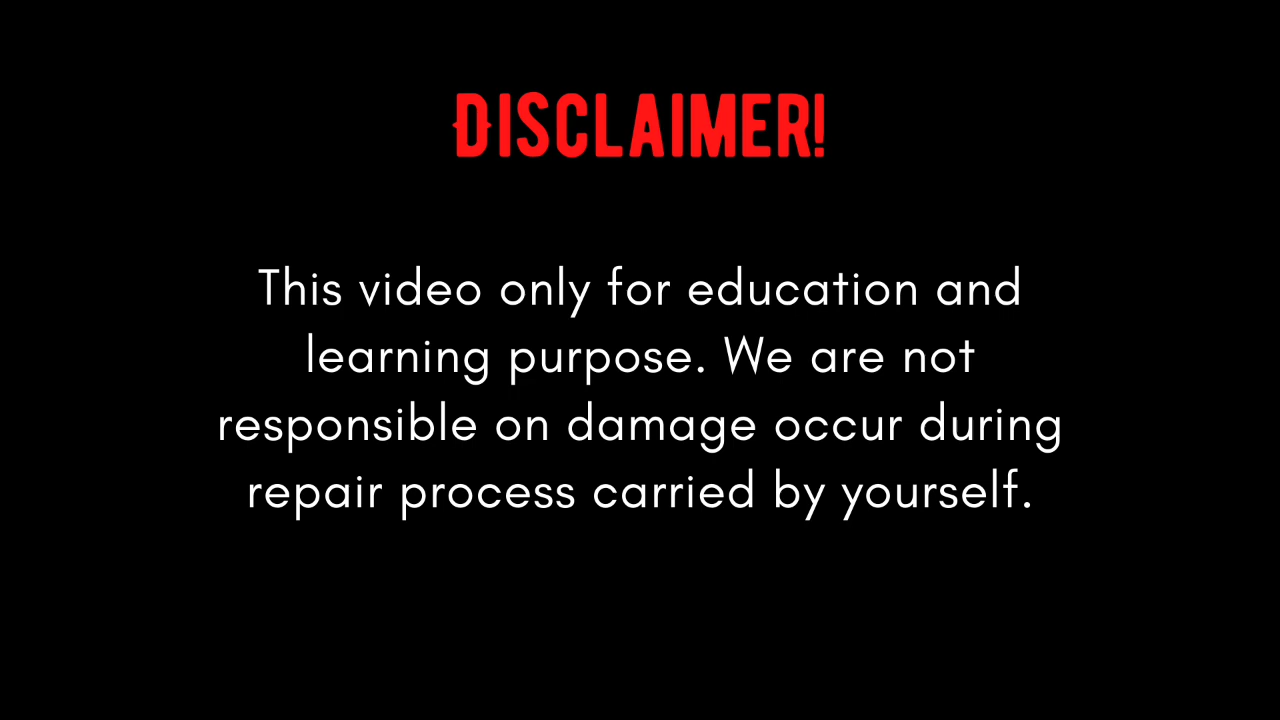 DISCLAIMER!
This video only for education and
learning purpose. We are not
responsible on damage occur during
repair process carried by yourself.